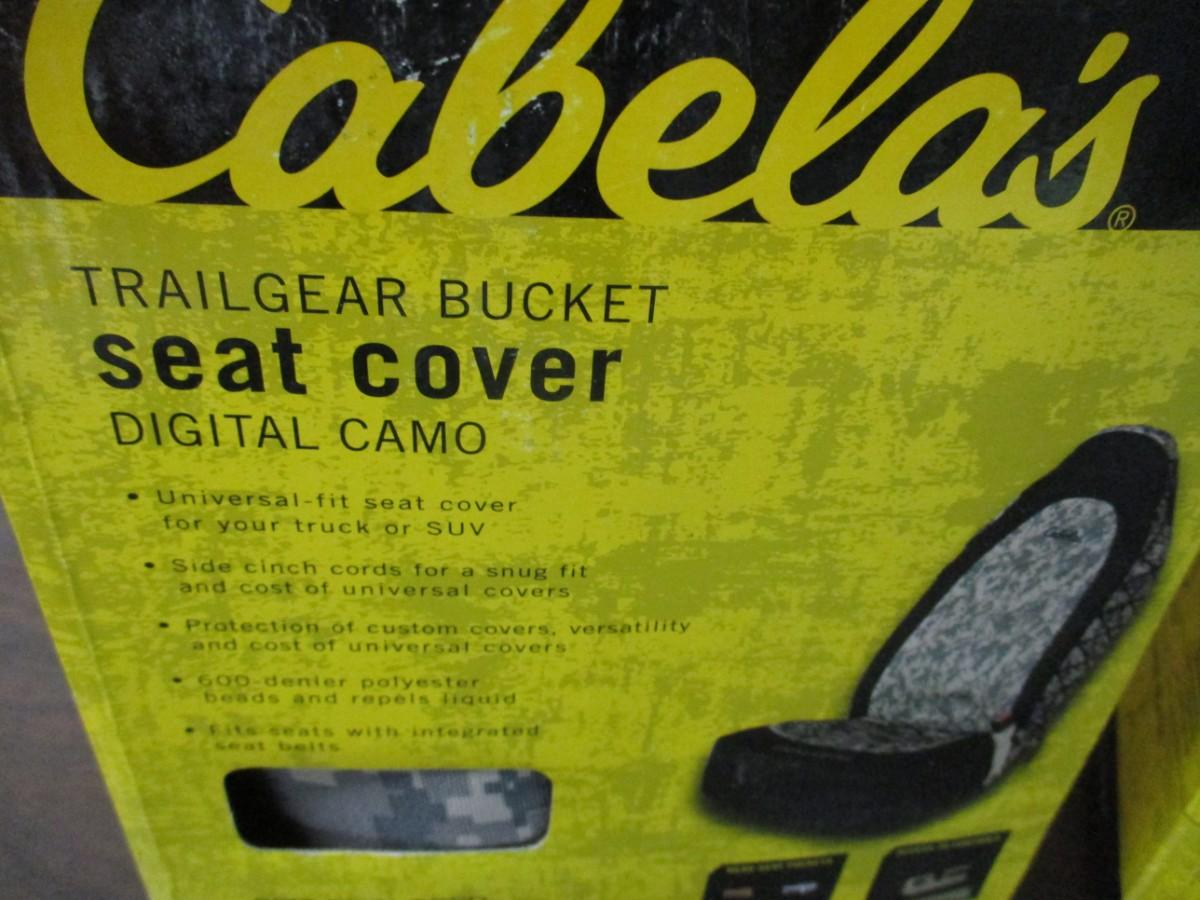 Cabela's®
TRAILGEAR BUCKET
seat cover
DIGITAL CAMO
• Universal-fit seat cover
for your truck or SUV
• Side cinch cords for a snug fit
and cost of universal covers
• Protection of custom covers, versatility
and cost of universal covers
• 600-denier polyester
beads and repels liquid
• Fits seats with integrated
seat belts